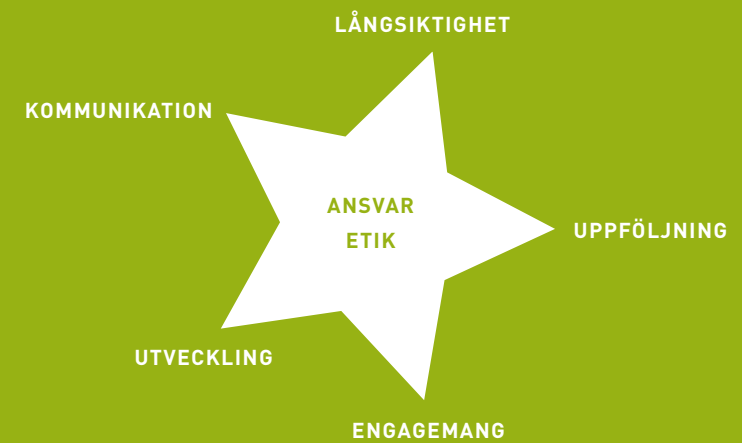 LÅNGSIKTIGHET
KOMMUNIKATION
ANSVAR
ETIK
UPPFÖLJNING
UTVECKLING
ENGAGEMANG